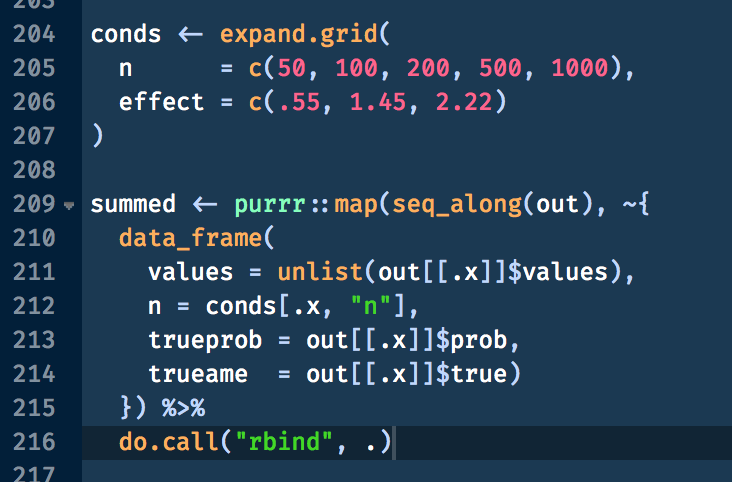 203
204 conds <- expand.grid(
205   n      = c(50, 100, 200, 500, 1000),
206   effect = c(.55, 1.45, 2.22)
207 )
208
209 summed <- purrr::map(seq_along(out), ~{
210   data_frame(
211     values = unlist(out[[.x]]$values),
212     n = conds[.x, "n"],
213     trueprob = out[[.x]]$prob,
214     trueame  = out[[.x]]$true)
215   }) %>%
216   do.call("rbind", .)
217